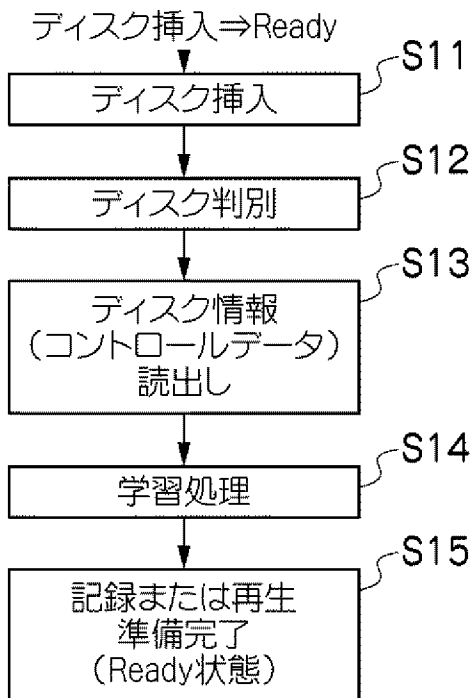 ディスク挿入⇒Ready
S11
ディスク挿入
S12
ディスク判別
S13
ディスク情報
(コントロールデータ)
読出し
S14
学習処理
S15
記録または再生
準備完了
(Ready状態)